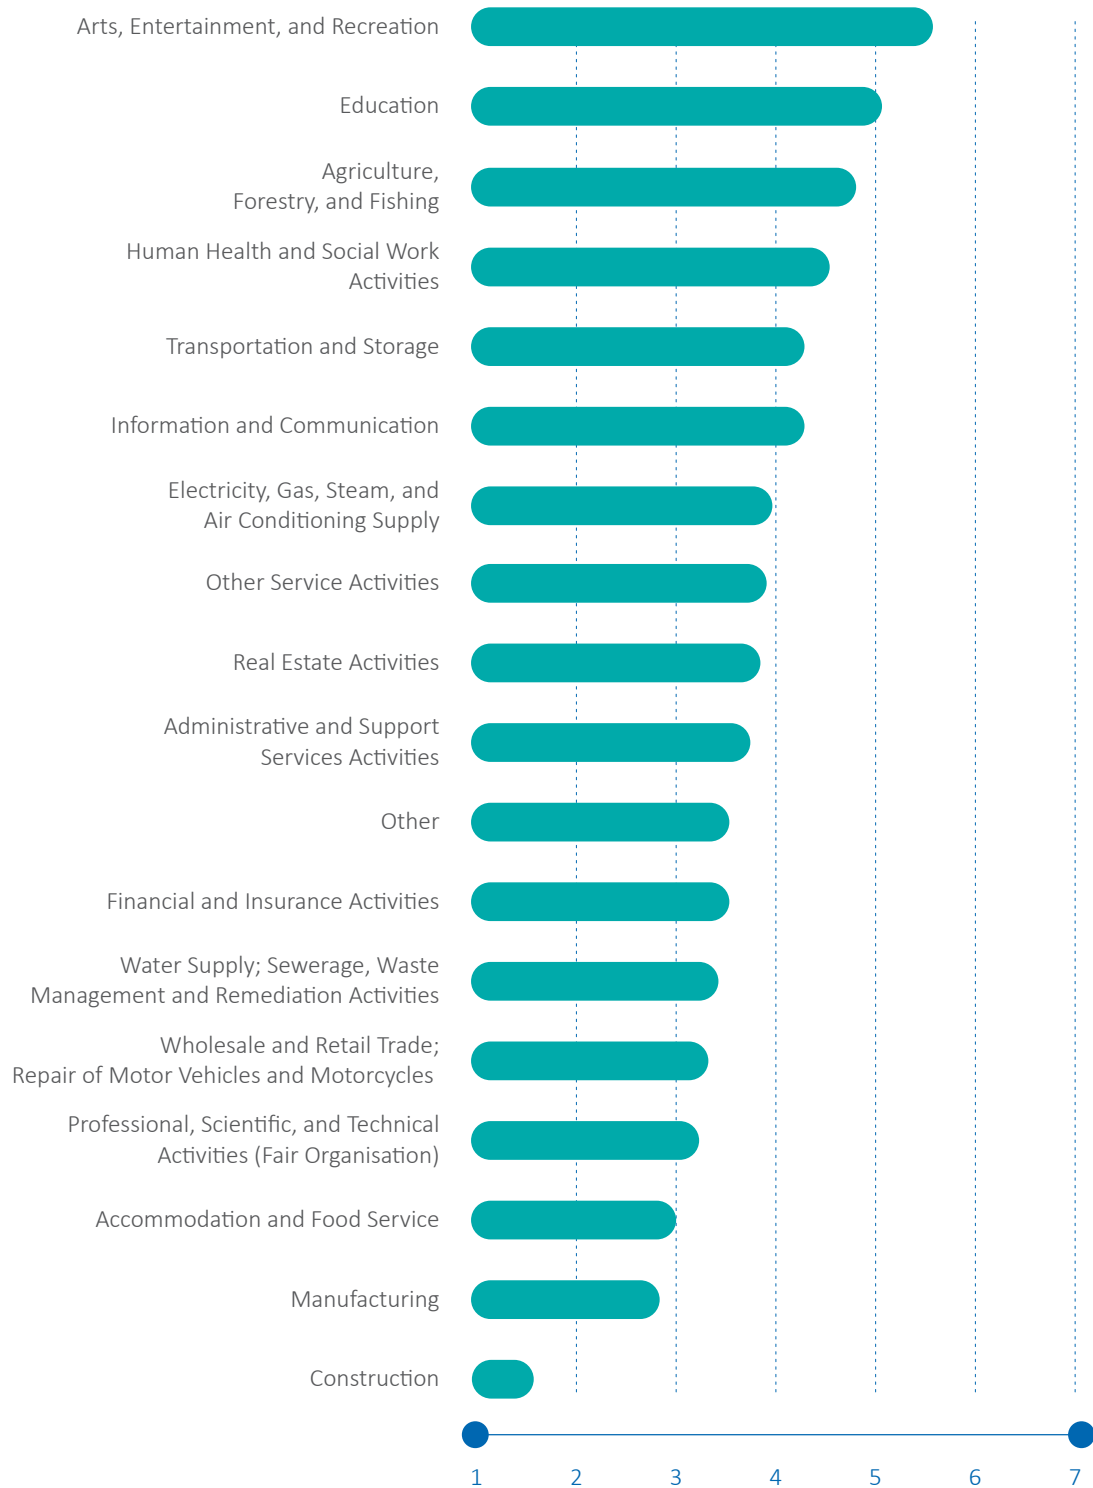 Arts, Entertainment, and Recreation
Education
Agriculture,
Forestry, and Fishing
Human Health and Social Work
Activities
Transportation and Storage
Information and Communication
Electricity, Gas, Steam, and
Air Conditioning Supply
Other Service Activities
Real Estate Activities
Administrative and Support
Services Activities
Other
Financial and Insurance Activities
Water Supply; Sewerage, Waste
Management and Remediation Activities
Wholesale and Retail Trade;
Repair of Motor Vehicles and Motorcycles
Professional, Scientific, and Technical
Activities (Fair Organisation)
Accommodation and Food Service
Manufacturing
Construction
1 2 3 4 5 6 7